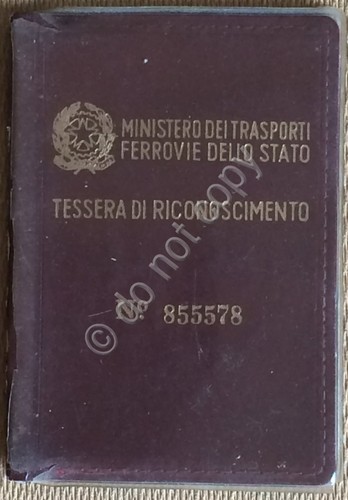 MINISTERO DEI TRASPORTI
FERROVIE DELLO STATO
TESSERA DI RICONOSCIMENTO
N° 855578
© do not copy